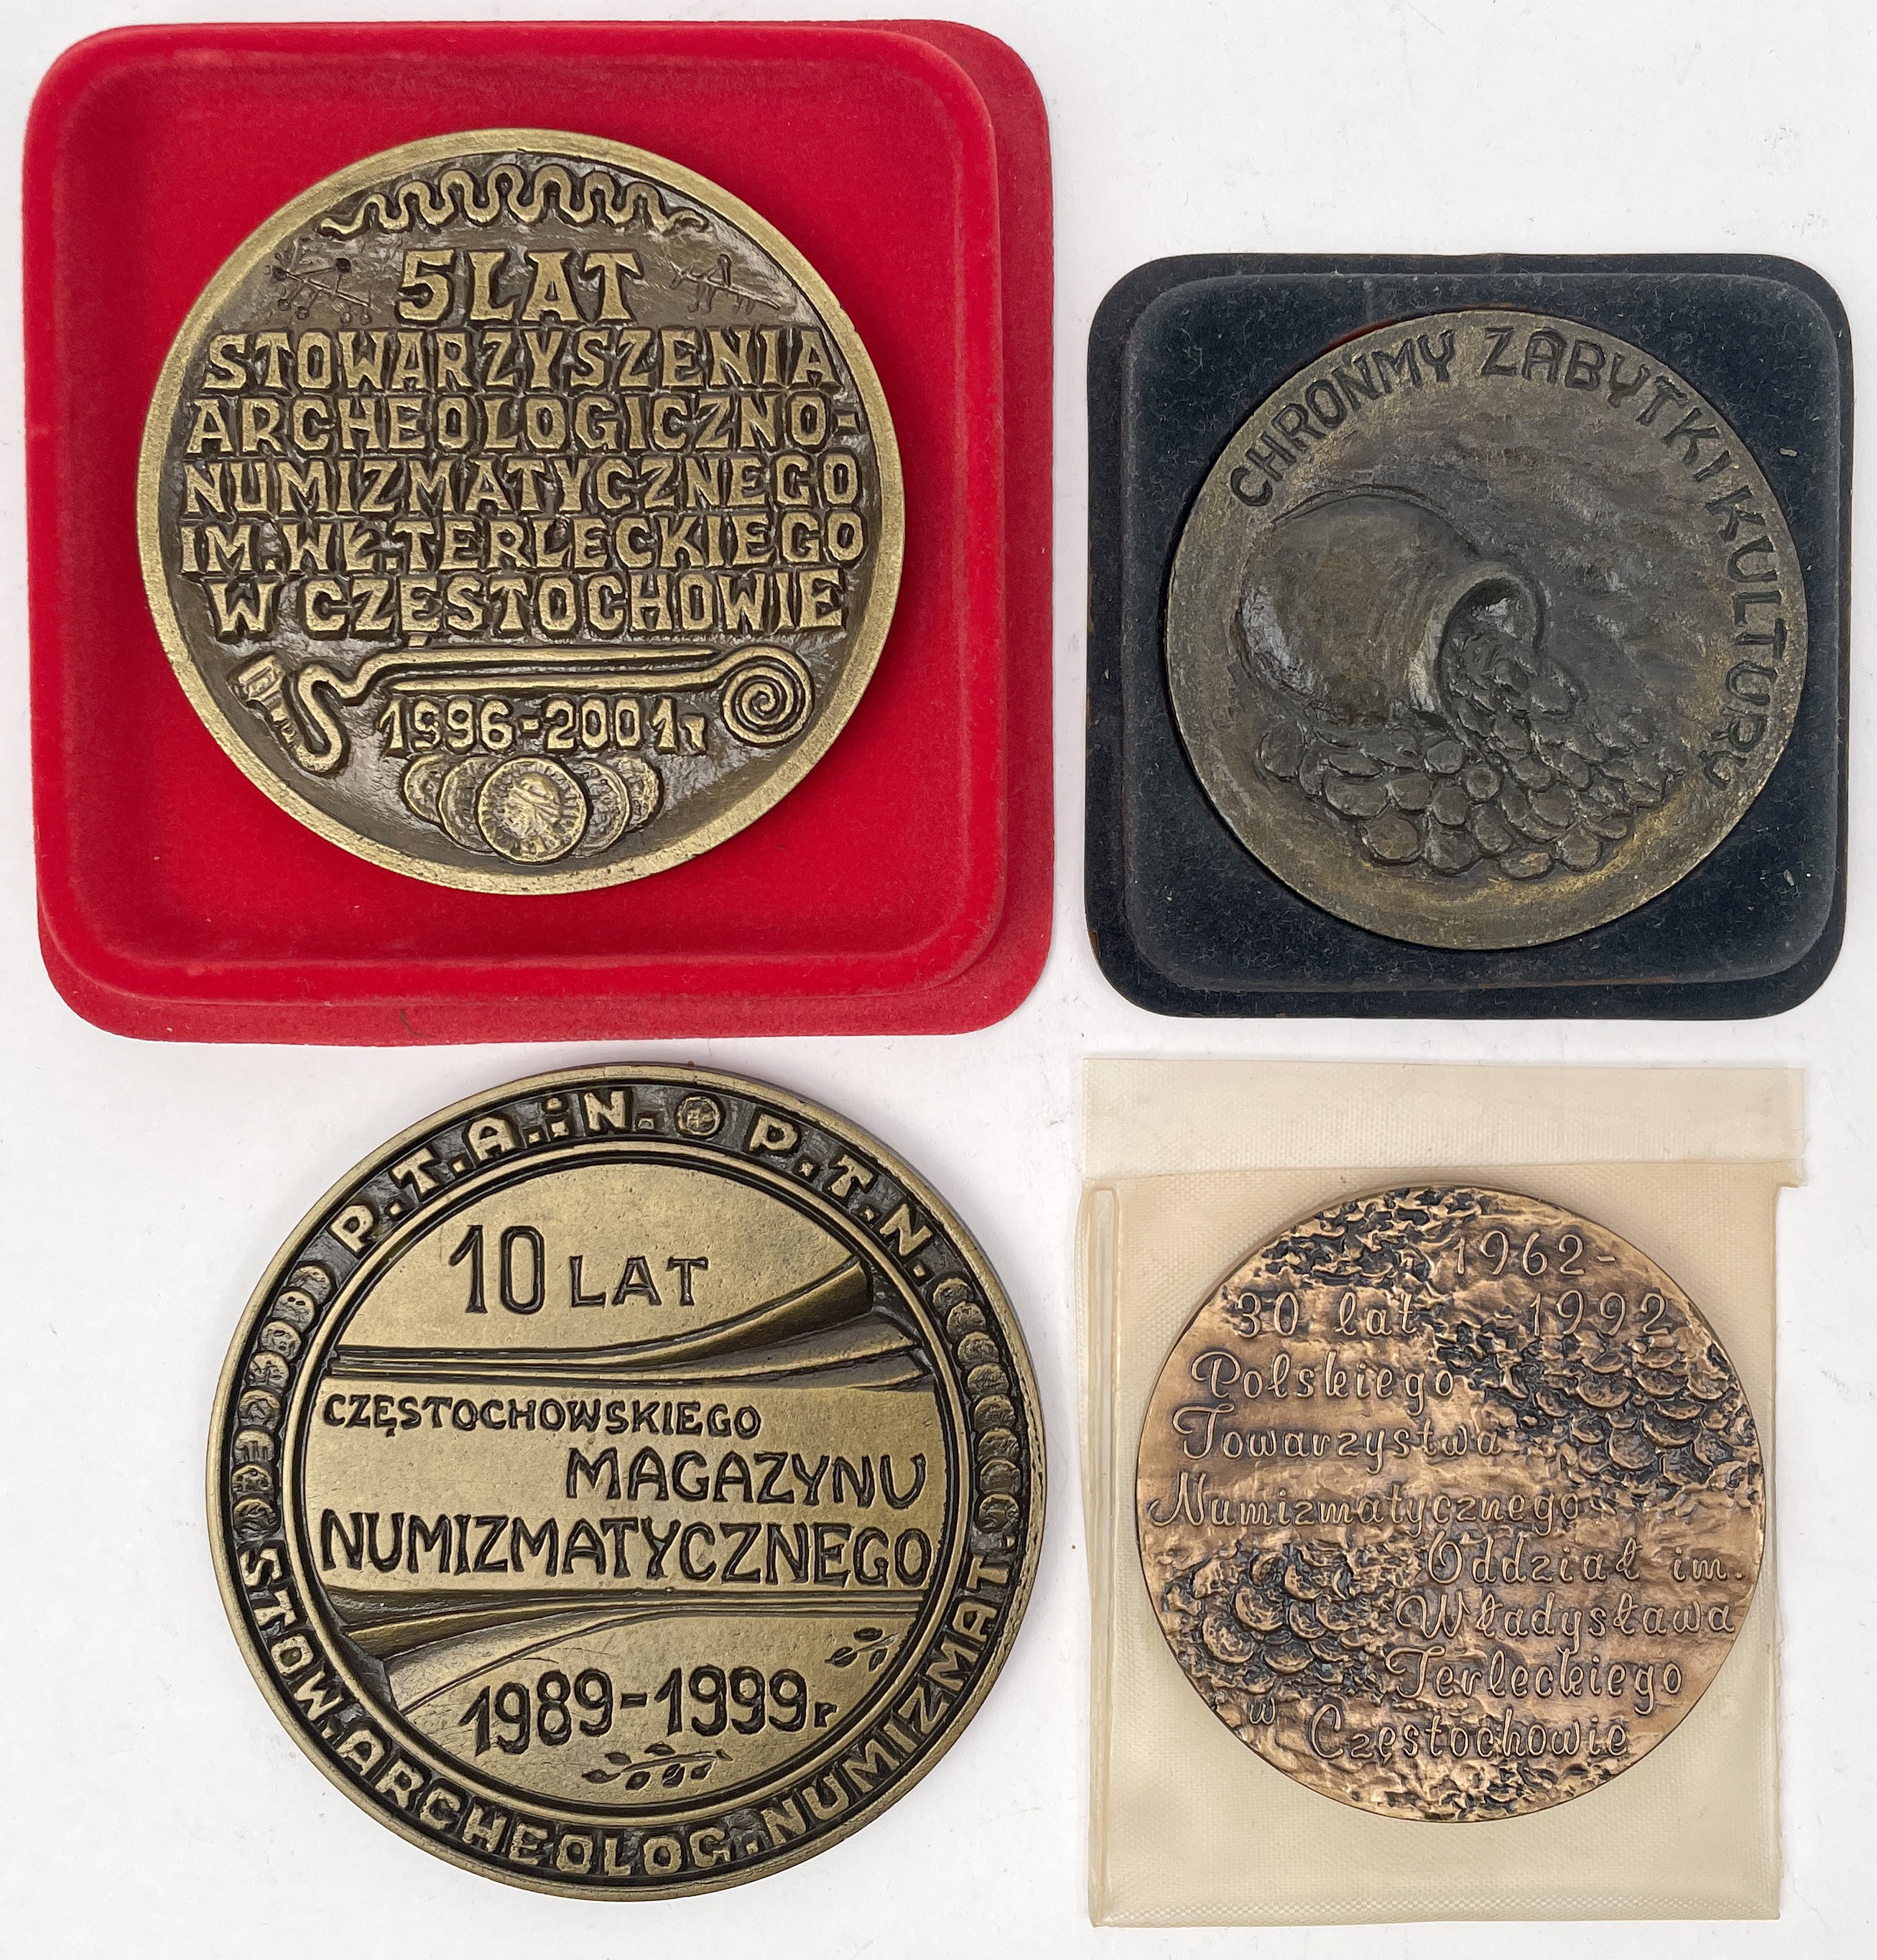 5 LAT
STOWARZYSZENIA
ARCHEOLOGICZNO-
NUMIZMATYCZNEGO
IM. WŁ. TERLECKIEGO
W CZĘSTOCHOWIE
1996-2001r
CHROŃMY ZABYTKI KULTURY
P.T.A.iN. P.T.N.
10 LAT
CZĘSTOCHOWSKIEGO
MAGAZYNU
NUMIZMATYCZNEGO
1989-1999r
STOW. ARCHEOLOG. NUMIZMAT.
1962-
30 lat 1992
Polskiego
Towarzystwa
Numizmatycznego
Oddział im.
Władysława
Terleckiego
w Częstochowie